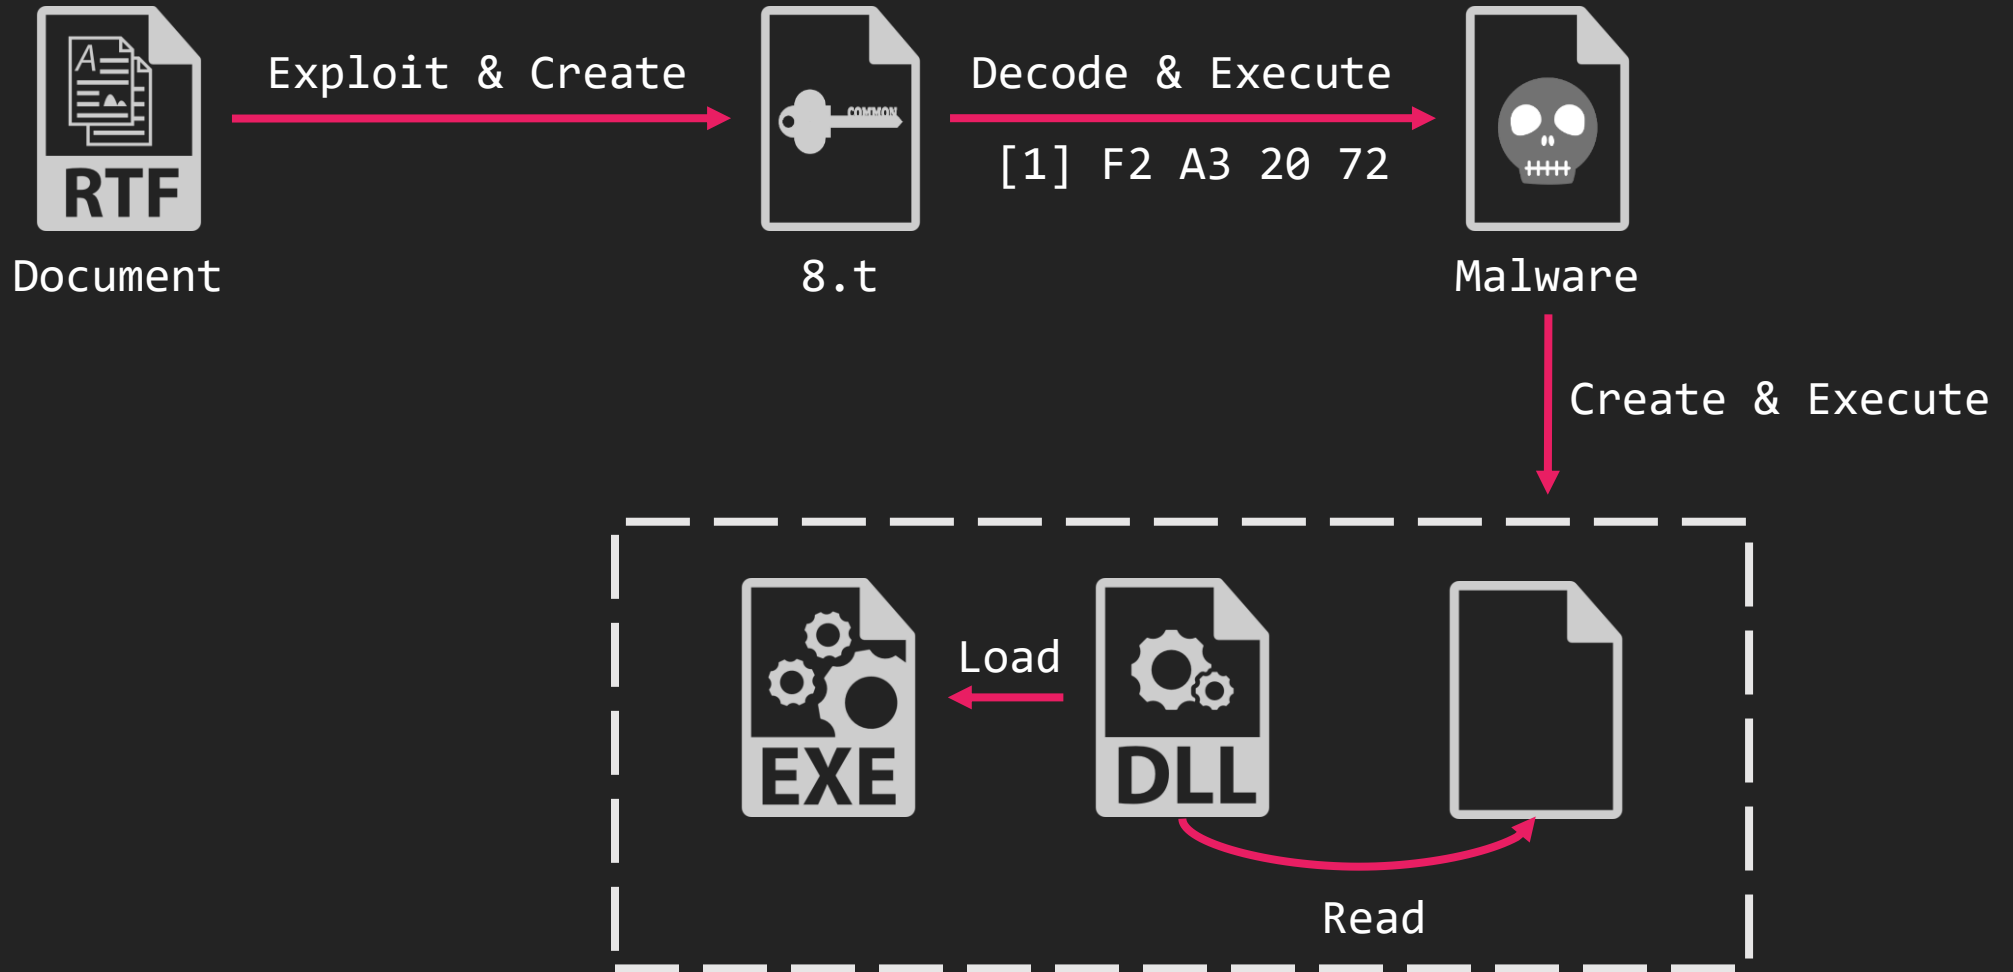 A
RTF
Document
Exploit & Create
COMMON
8.t
Decode & Execute
[1] F2 A3 20 72
Malware
Create & Execute
EXE
Load
DLL
Read